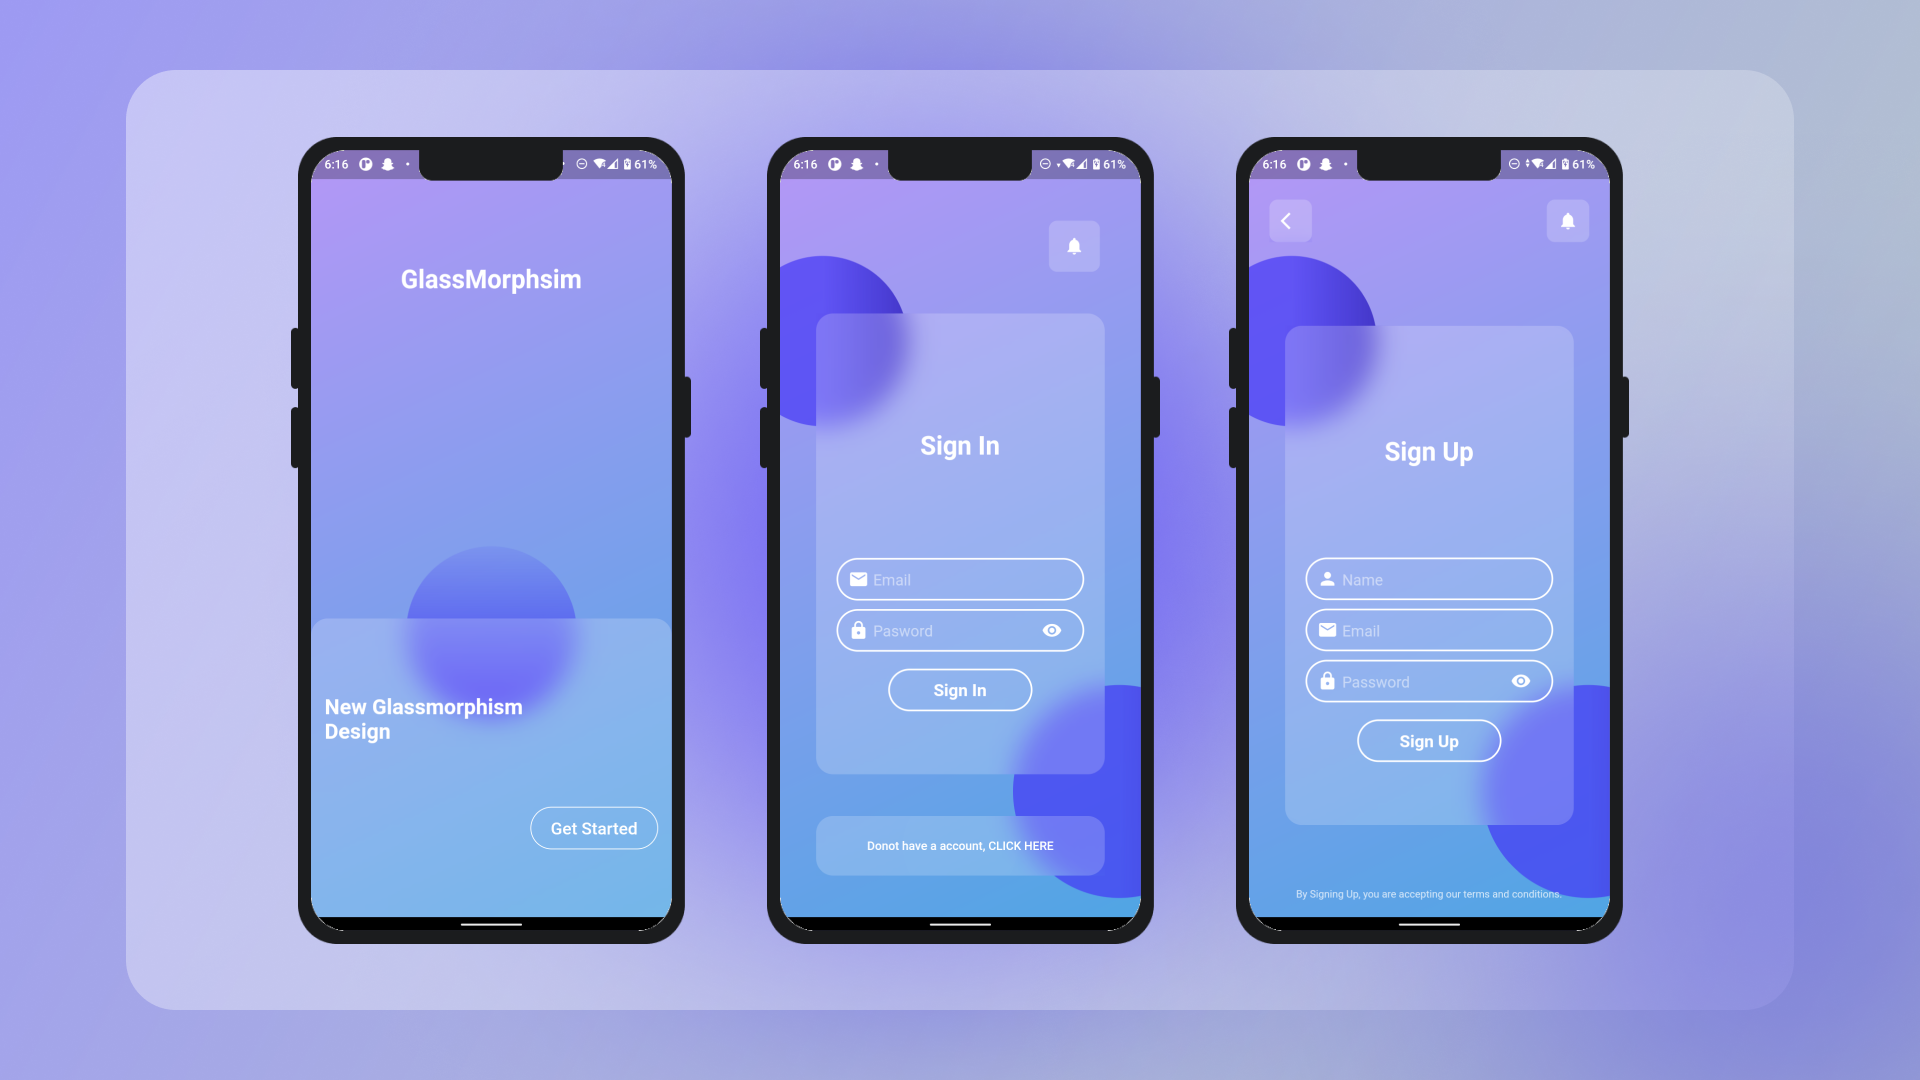 6:16
61%
GlassMorphsim
New Glassmorphism
Design
Get Started
6:16
61%
Sign In
Email
Pasword
Sign In
Donot have a account, CLICK HERE
6:16
61%
Sign Up
Name
Email
Password
Sign Up
By Signing Up, you are accepting our terms and conditions.